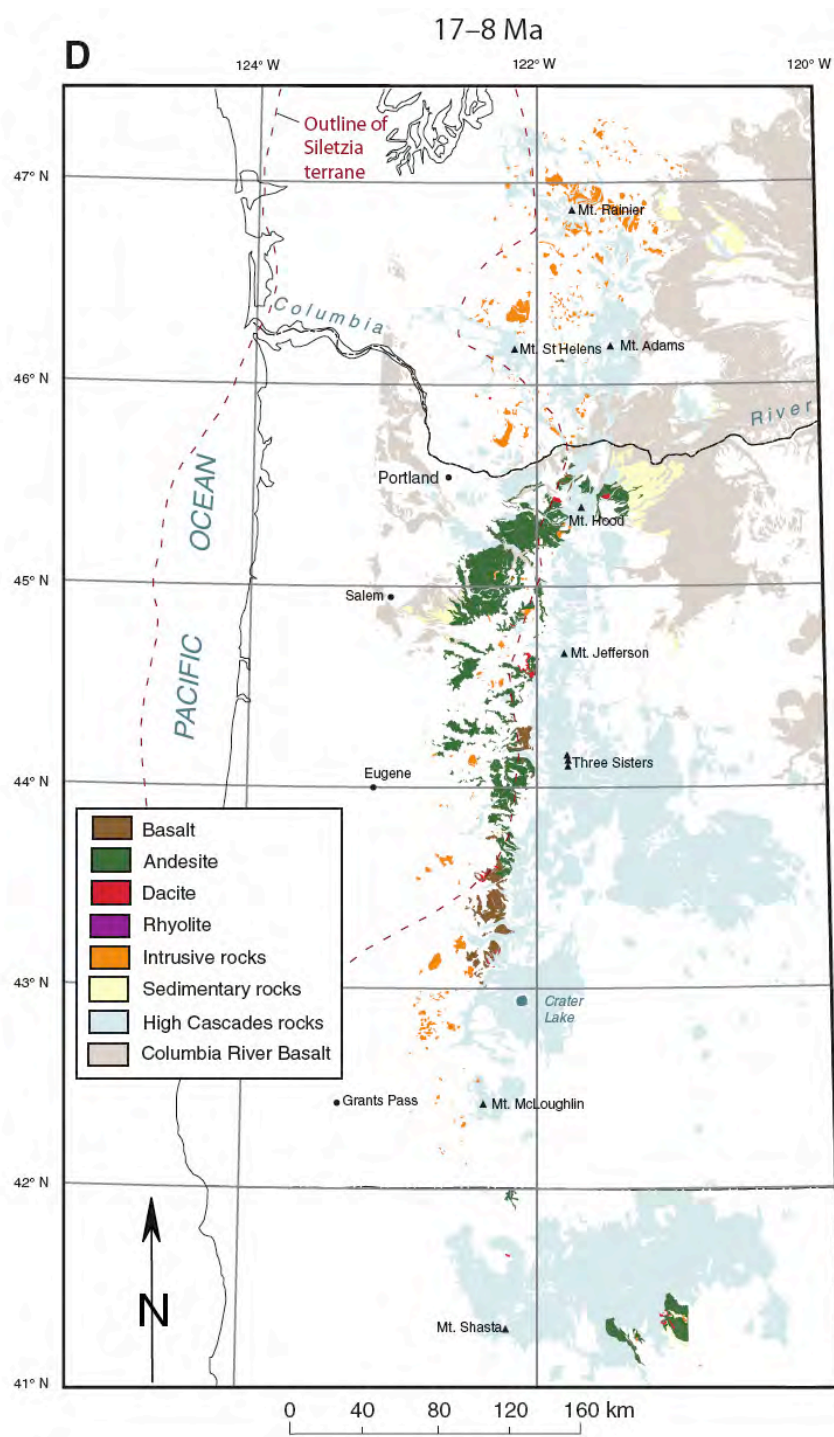 17–8 Ma
D
124° W
122° W
120° W
Outline of
Siletzia
terrane
47° N
Mt. Rainier
Columbia
Mt. St Helens
Mt. Adams
46° N
River
Portland
Mt. Hood
OCEAN
45° N
Salem
Mt. Jefferson
PACIFIC
Three Sisters
Eugene
44° N
Basalt
Andesite
Dacite
Rhyolite
Intrusive rocks
Sedimentary rocks
High Cascades rocks
Columbia River Basalt
43° N
Crater
Lake
Grants Pass
Mt. McLoughlin
42° N
N
Mt. Shasta
41° N
0 40 80 120 160 km